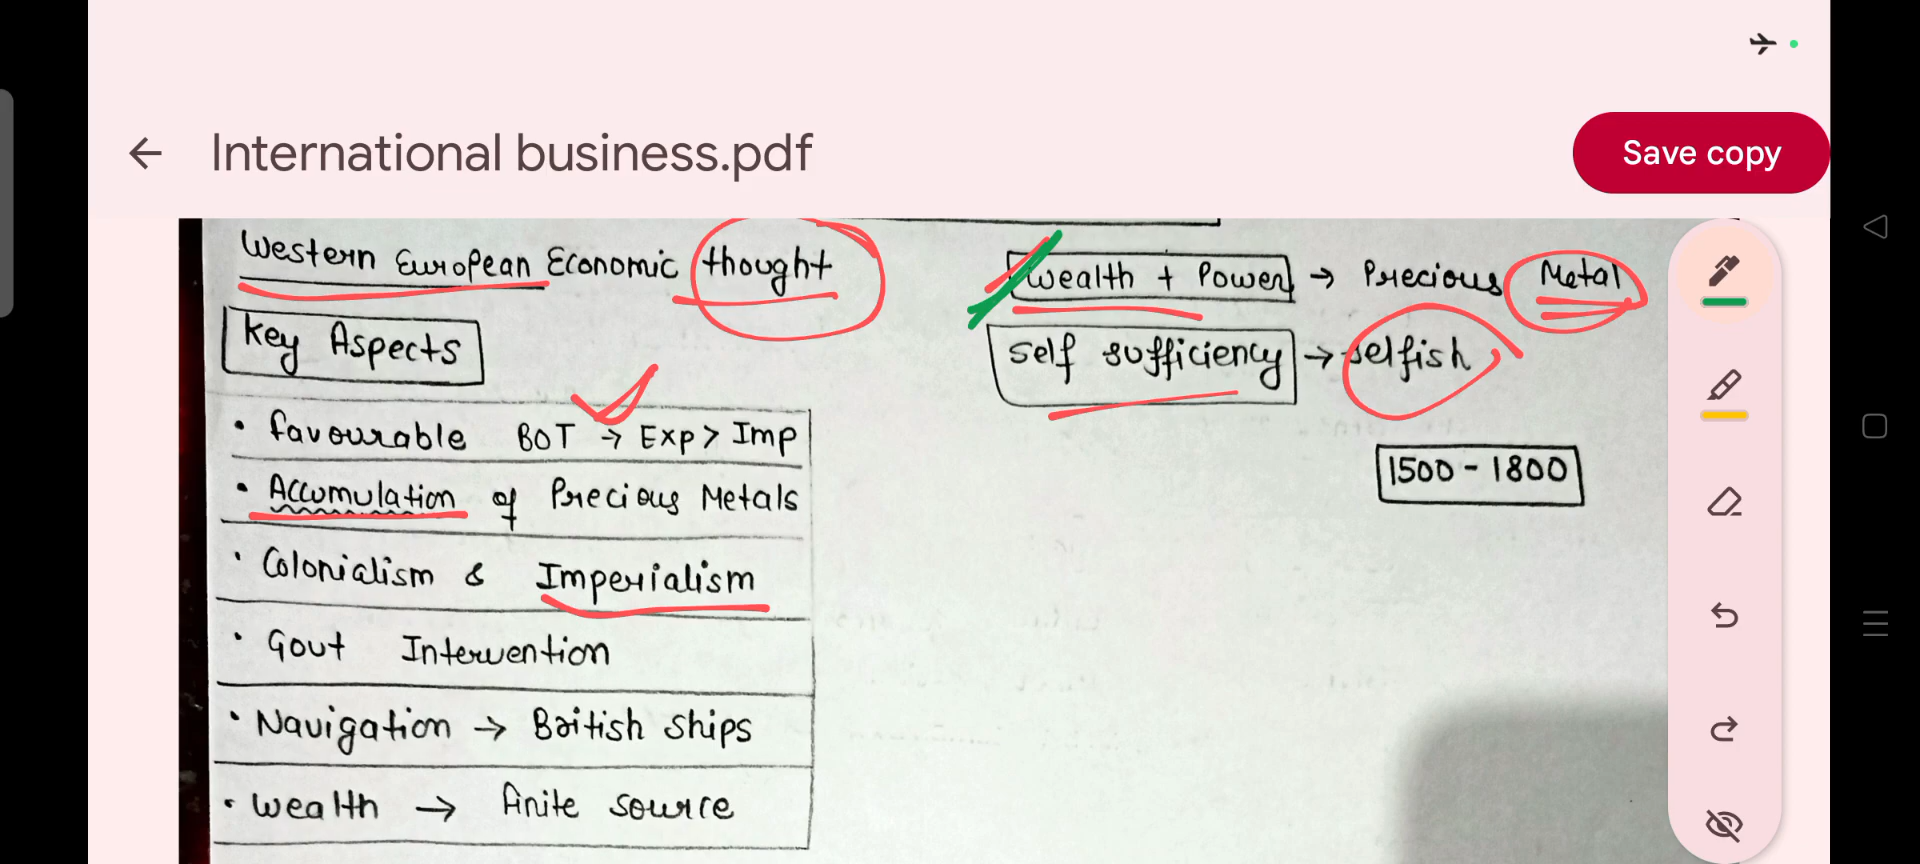 International business.pdf
Save copy
Western European Economic thought
Key Aspects
• favourable BOT → Exp > Imp
• Accumulation of Precious Metals
• Colonialism & Imperialism
• Govt Intervention
• Navigation → British ships
• wealth → finite source
wealth + Power → Precious Metal
Self sufficiency → selfish
1500 - 1800